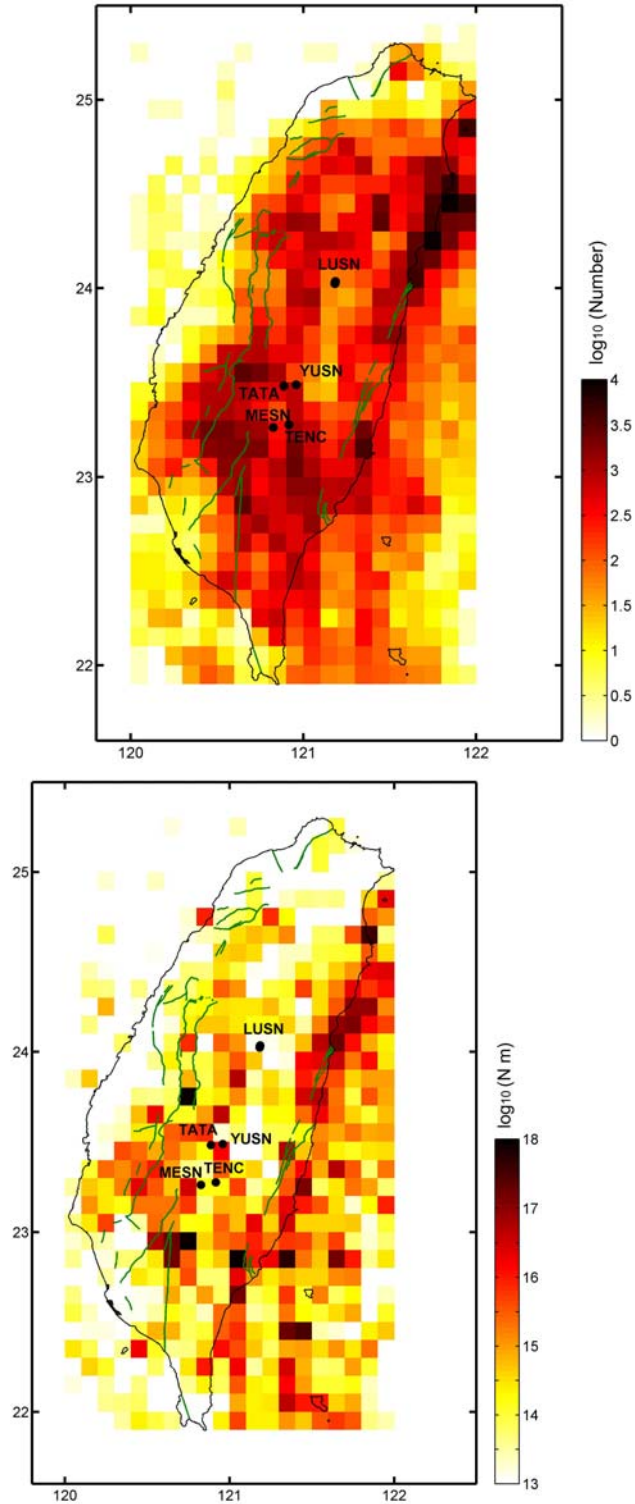 25
24
23
22
120
121
122
LUSN
YUSN
TATA
MESN
TENC
log10 (Number)
4
3.5
3
2.5
2
1.5
1
0.5
0
25
24
23
22
120
121
122
LUSN
TATA
YUSN
MESN
TENC
log10 (N m)
18
17
16
15
14
13